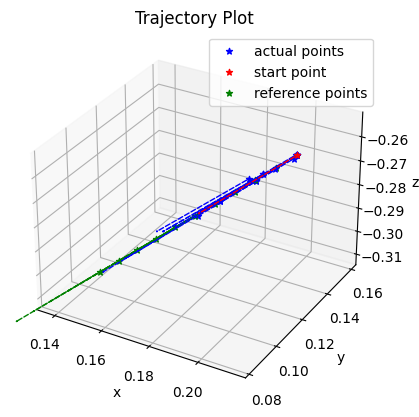 Trajectory Plot
actual points
start point
reference points
−0.26
−0.27
−0.28
−0.29
−0.30
−0.31
z
0.14
0.16
0.18
0.20
x
0.08
0.10
0.12
0.14
0.16
y